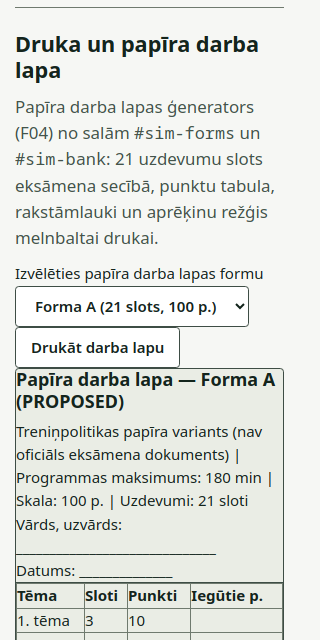 Druka un papīra darba
lapa
Papīra darba lapas ģenerators
(F04) no salām #sim-forms un
#sim-bank: 21 uzdevumu slots
eksāmena secībā, punktu tabula,
rakstāmlauki un aprēķinu režģis
melnbaltai drukai.
Izvēlēties papīra darba lapas formu
Forma A (21 slots, 100 p.)
Drukāt darba lapu
Papīra darba lapa — Forma A
(PROPOSED)
Treniņpolitikas papīra variants (nav
oficiāls eksāmena dokuments) |
Programmas maksimums: 180 min |
Skala: 100 p. | Uzdevumi: 21 sloti
Vārds, uzvārds:
____________________________
Datums: _____________
Tēma Sloti Punkti Iegūtie p.
1. tēma 3 10